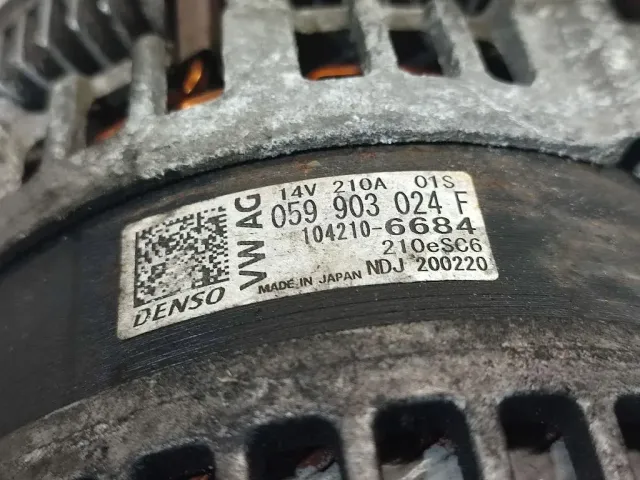 14V 210A 01S
VW AG
059 903 024 F
104210-6684
210eSC6
DENSO
MADE IN JAPAN NDJ 200220